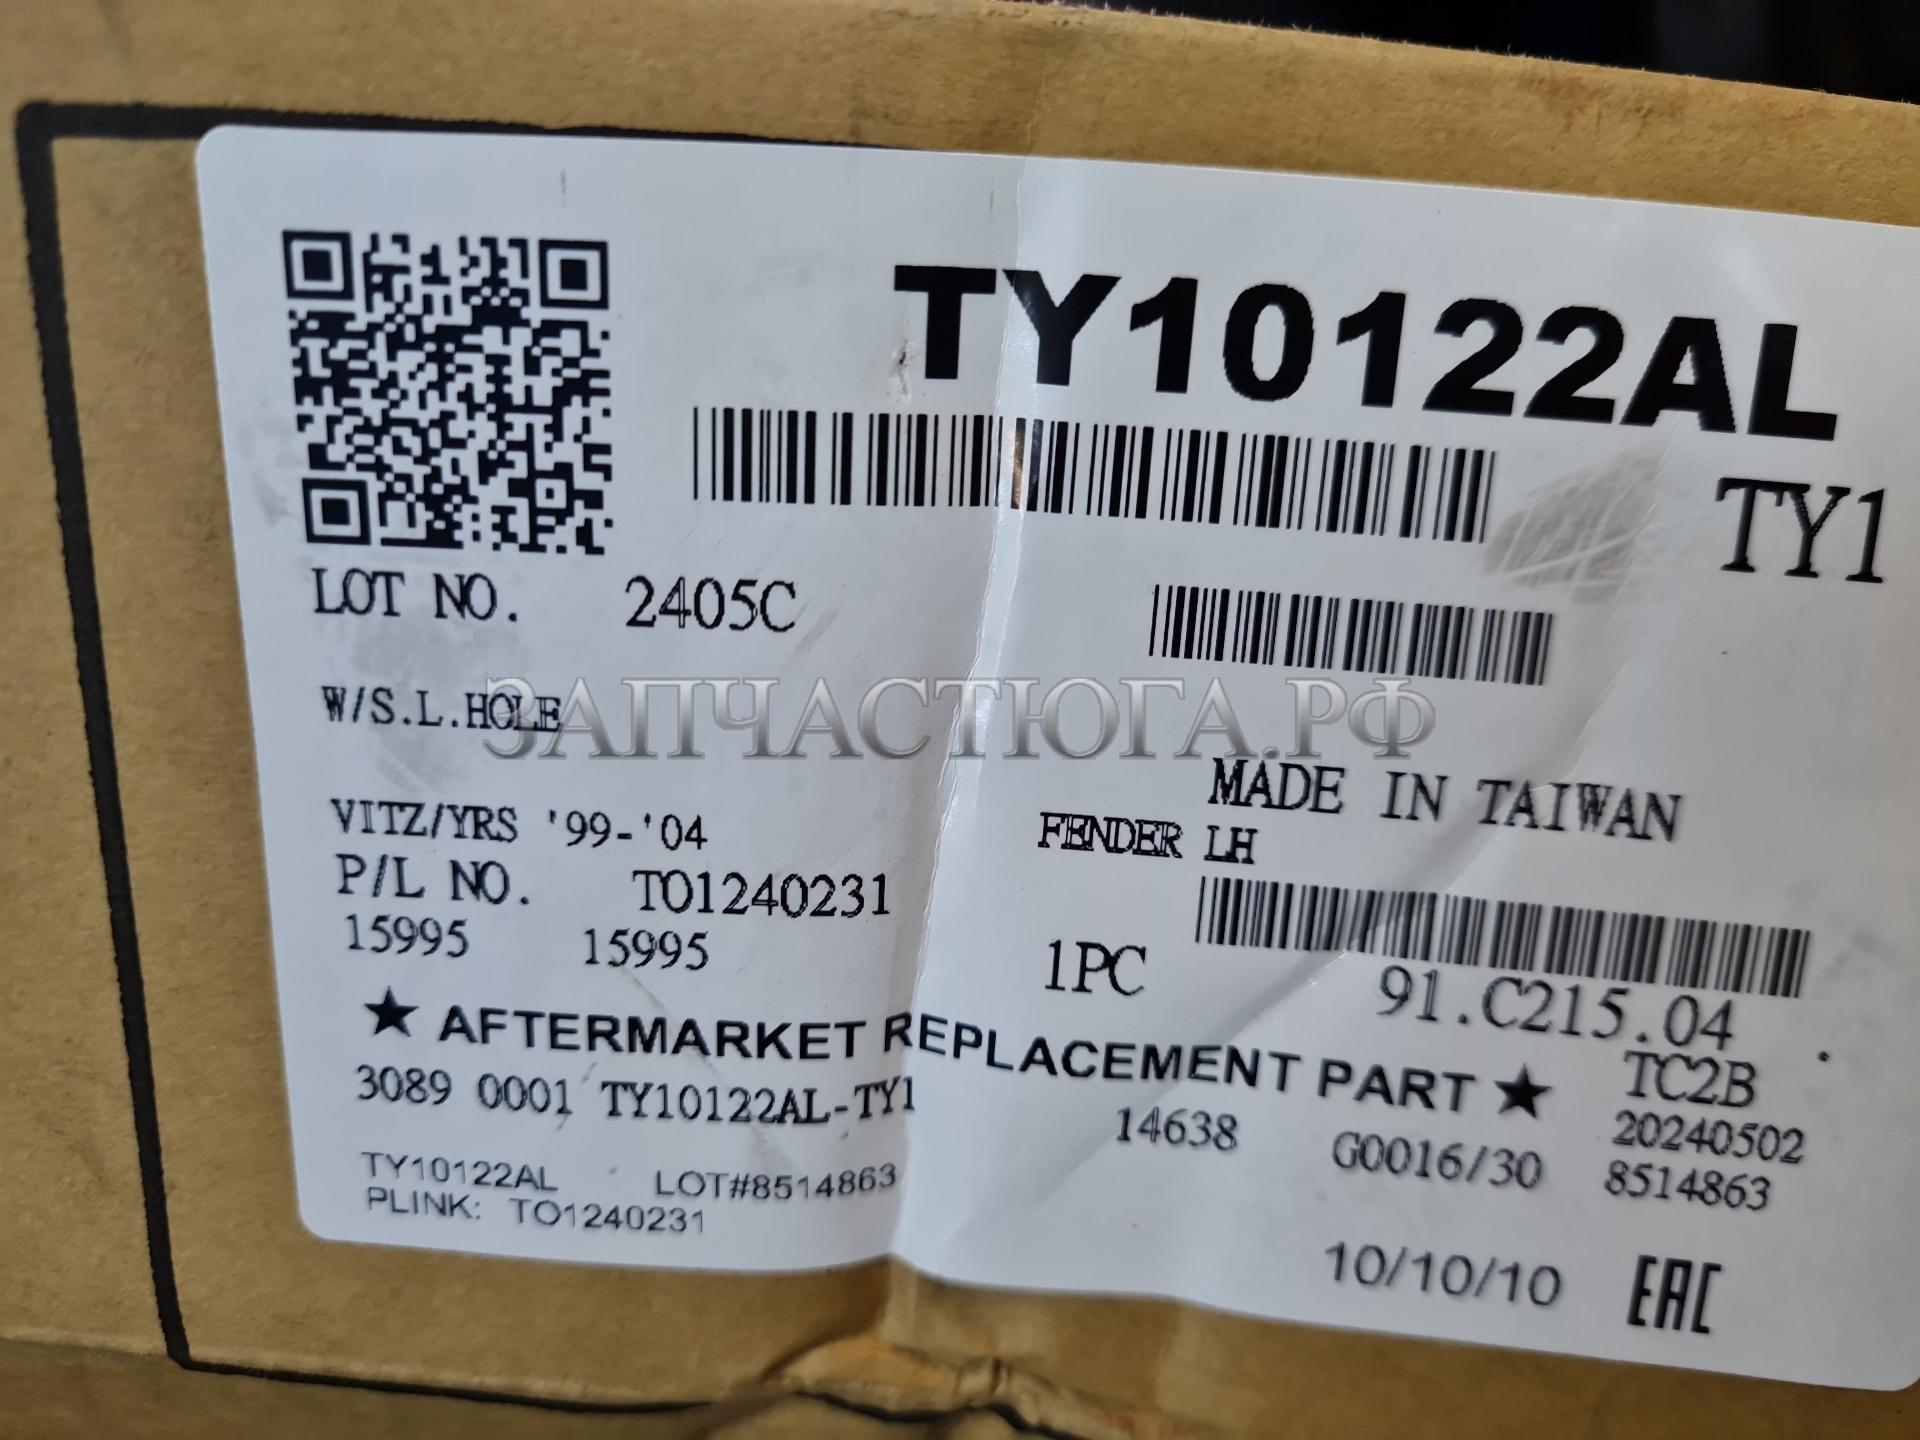 TY10122AL
TY1
LOT NO. 2405C
W/S.L.HOLE
ЗАПЧАСТЮГА.РФ
MADE IN TAIWAN
VITZ/YRS '99-'04
FENDER LH
P/L NO. TO1240231
15995 15995
1PC
91.C215.04
★ AFTERMARKET REPLACEMENT PART ★
TC2B
3089 0001 TY10122AL-TY1
14638 G0016/30
20240502
8514863
TY10122AL LOT#8514863
PLINK: TO1240231
10/10/10 EAC